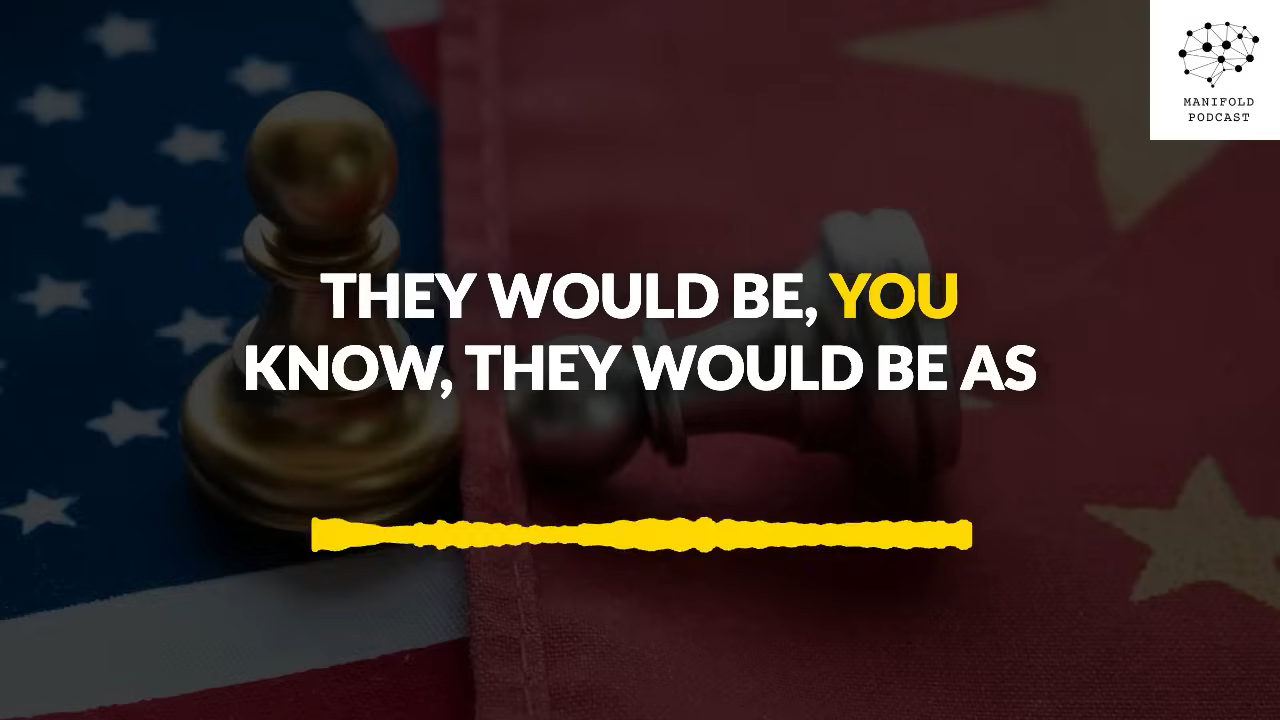 MANIFOLD
PODCAST
THEY WOULD BE, YOU
KNOW, THEY WOULD BE AS